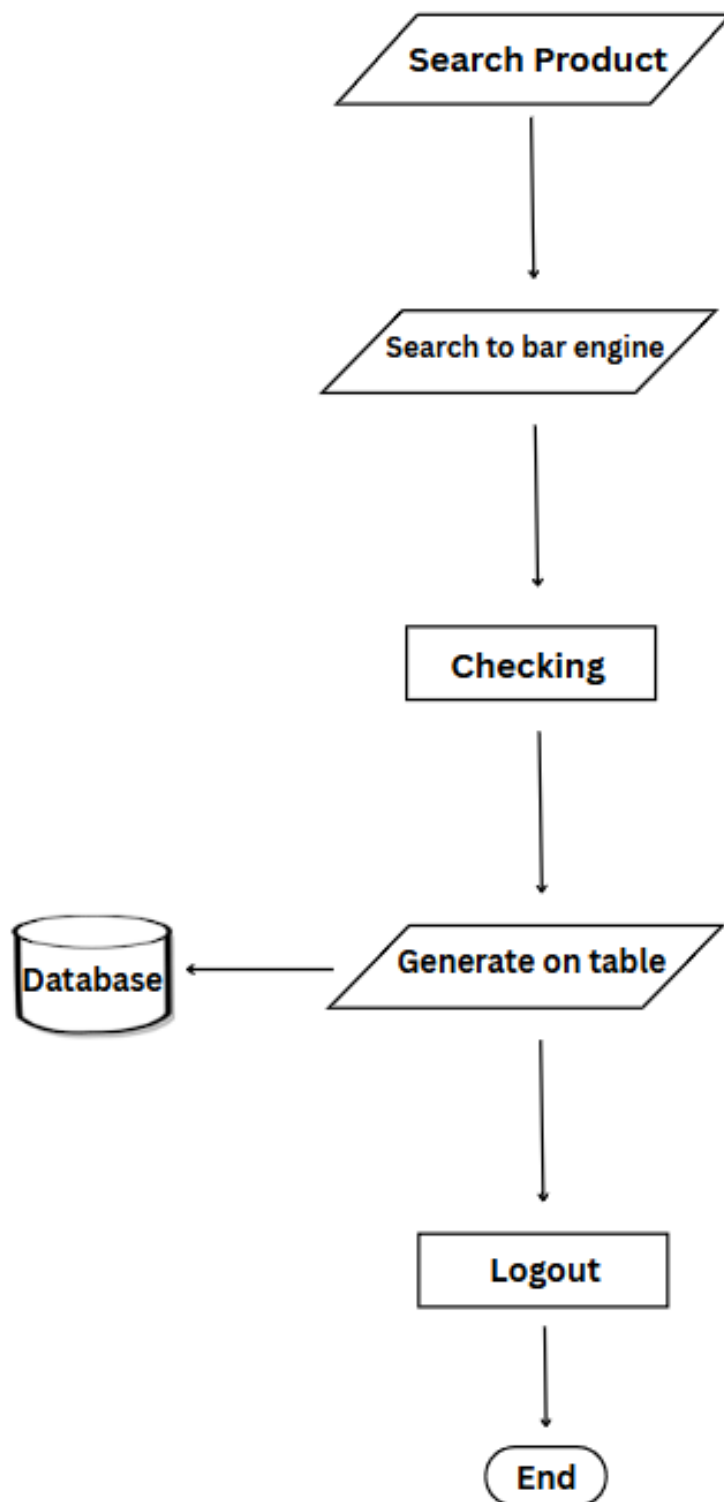 Search Product
Search to bar engine
Checking
Database
Generate on table
Logout
End